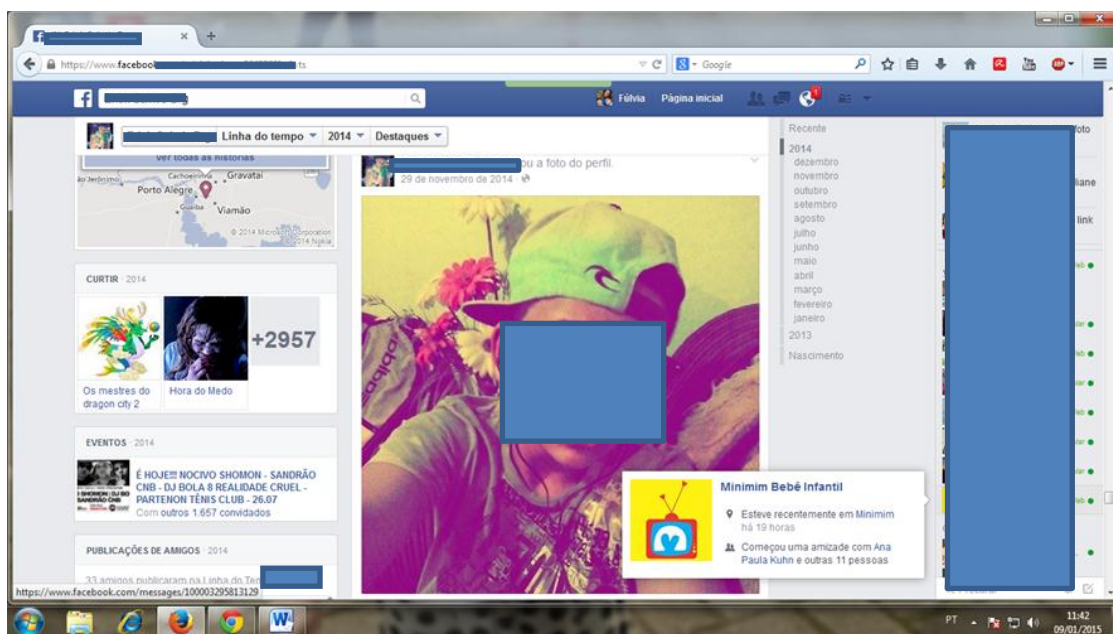 https://www.facebook
ts
Google
Fúlvia
Página inicial
1
Linha do tempo
2014
Destaques
Ver todas as histórias
Cachoeirinha
Gravataí
Porto Alegre
Guaíba
Viamão
© 2014 Microsoft Corporation
© 2014 Nokia
CURTIR · 2014
+2957
Os mestres do
dragon city 2
Hora do Medo
EVENTOS · 2014
É HOJE!!! NOCIVO SHOMON - SANDRÃO
CNB - DJ BOLA 8 REALIDADE CRUEL -
PARTENON TÊNIS CLUB - 26.07
Com outros 1.657 convidados
PUBLICAÇÕES DE AMIGOS · 2014
33 amigos publicaram na Linha do
https://www.facebook.com/messages/100003295813129
ou a foto do perfil.
29 de novembro de 2014
Recente
2014
dezembro
novembro
outubro
setembro
agosto
julho
junho
maio
abril
março
fevereiro
janeiro
2013
Nascimento
Minimim Bebê Infantil
Esteve recentemente em Minimim
há 19 horas
Começou uma amizade com Ana
Paula Kuhn e outras 11 pessoas
foto
liane
link
PT
11:42
09/01/2015